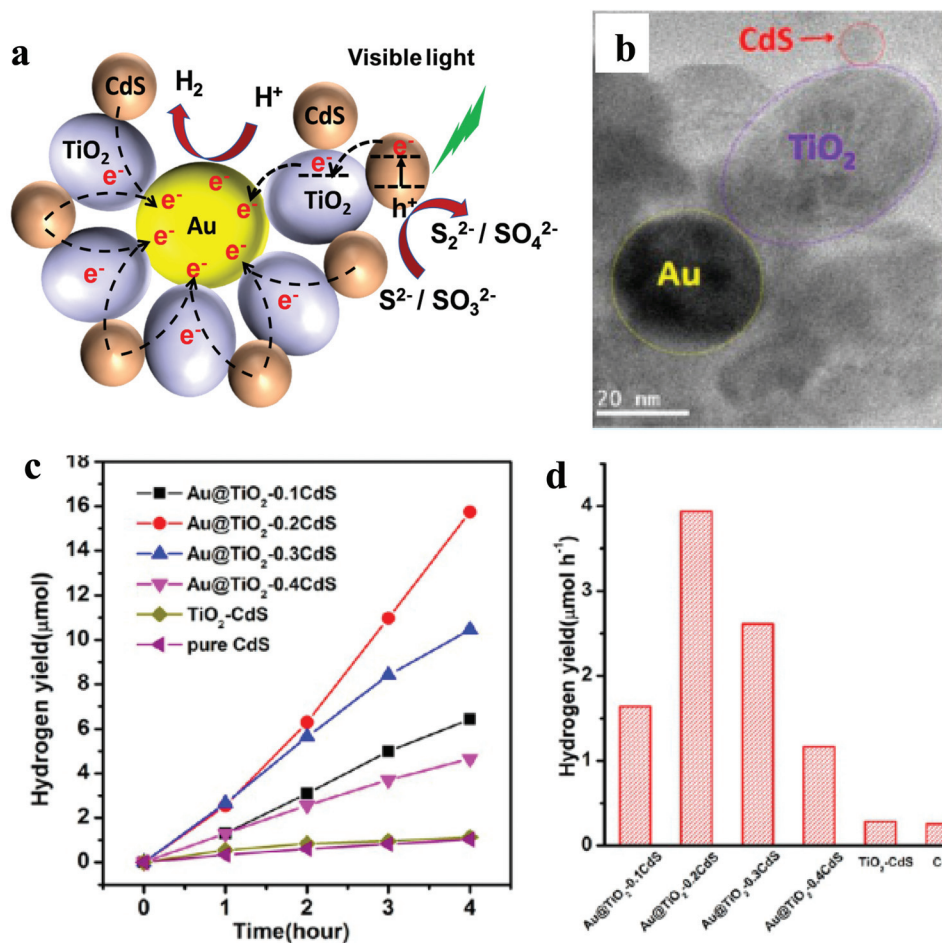 a
CdS
H₂
H⁺
Visible light
CdS
TiO₂
e⁻
e⁻
e⁻
e⁻
TiO₂
h⁺
Au
e⁻
e⁻
e⁻
e⁻
e⁻
e⁻
e⁻
e⁻
S₂²⁻ / SO₄²⁻
S²⁻/ SO₃²⁻
b
CdS
TiO₂
Au
20 nm
c
Hydrogen yield(μmol)
18
16
14
12
10
8
6
4
2
0
Au@TiO₂-0.1CdS
Au@TiO₂-0.2CdS
Au@TiO₂-0.3CdS
Au@TiO₂-0.4CdS
TiO₂-CdS
pure CdS
0 1 2 3 4
Time(hour)
d
Hydrogen yield(μmol h⁻¹)
4
3
2
1
0
Au@TiO₂-0.1CdS
Au@TiO₂-0.2CdS
Au@TiO₂-0.3CdS
Au@TiO₂-0.4CdS
TiO₂-CdS
C